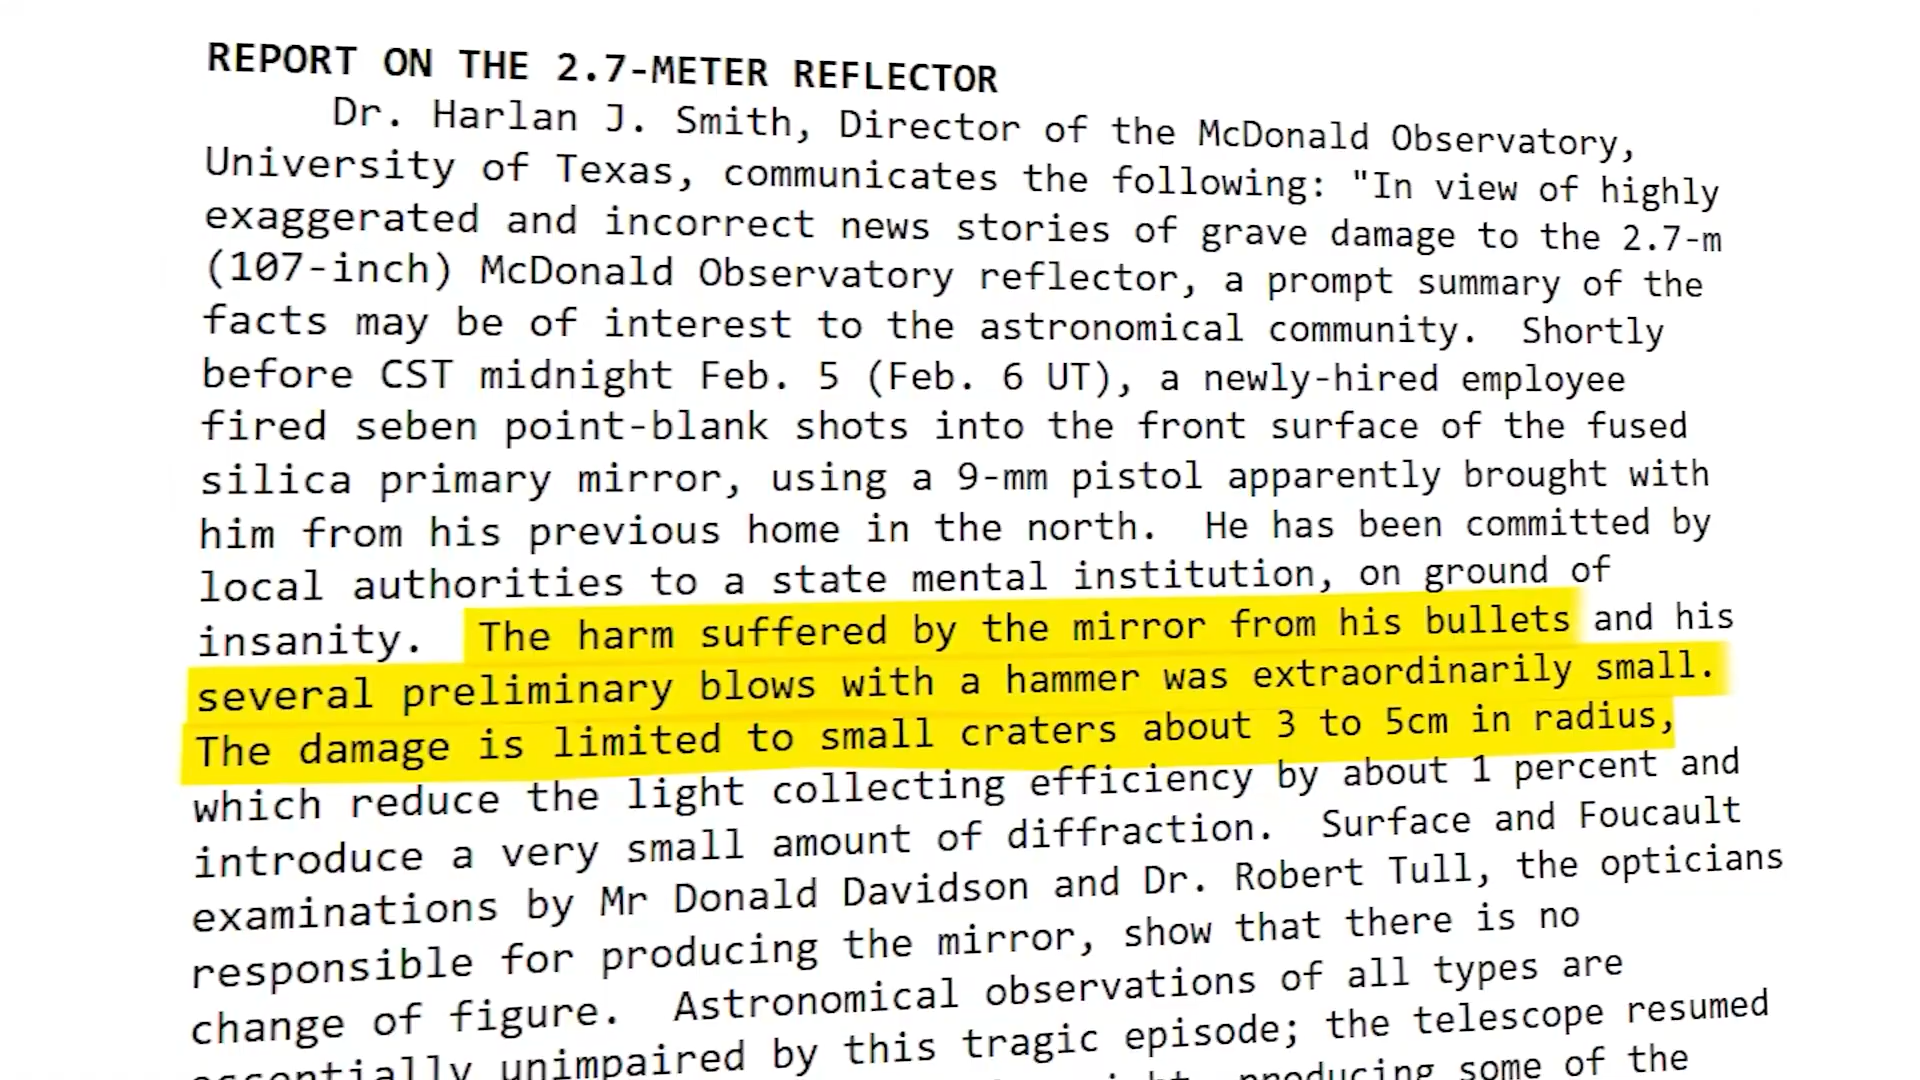 REPORT ON THE 2.7-METER REFLECTOR
Dr. Harlan J. Smith, Director of the McDonald Observatory,
University of Texas, communicates the following: "In view of highly
exaggerated and incorrect news stories of grave damage to the 2.7-m
(107-inch) McDonald Observatory reflector, a prompt summary of the
facts may be of interest to the astronomical community. Shortly
before CST midnight Feb. 5 (Feb. 6 UT), a newly-hired employee
fired seben point-blank shots into the front surface of the fused
silica primary mirror, using a 9-mm pistol apparently brought with
him from his previous home in the north. He has been committed by
local authorities to a state mental institution, on ground of
insanity. The harm suffered by the mirror from his bullets and his
several preliminary blows with a hammer was extraordinarily small.
The damage is limited to small craters about 3 to 5cm in radius,
which reduce the light collecting efficiency by about 1 percent and
introduce a very small amount of diffraction. Surface and Foucault
examinations by Mr Donald Davidson and Dr. Robert Tull, the opticians
responsible for producing the mirror, show that there is no
change of figure. Astronomical observations of all types are
essentially unimpaired by this tragic episode; the telescope resumed
producing some of the